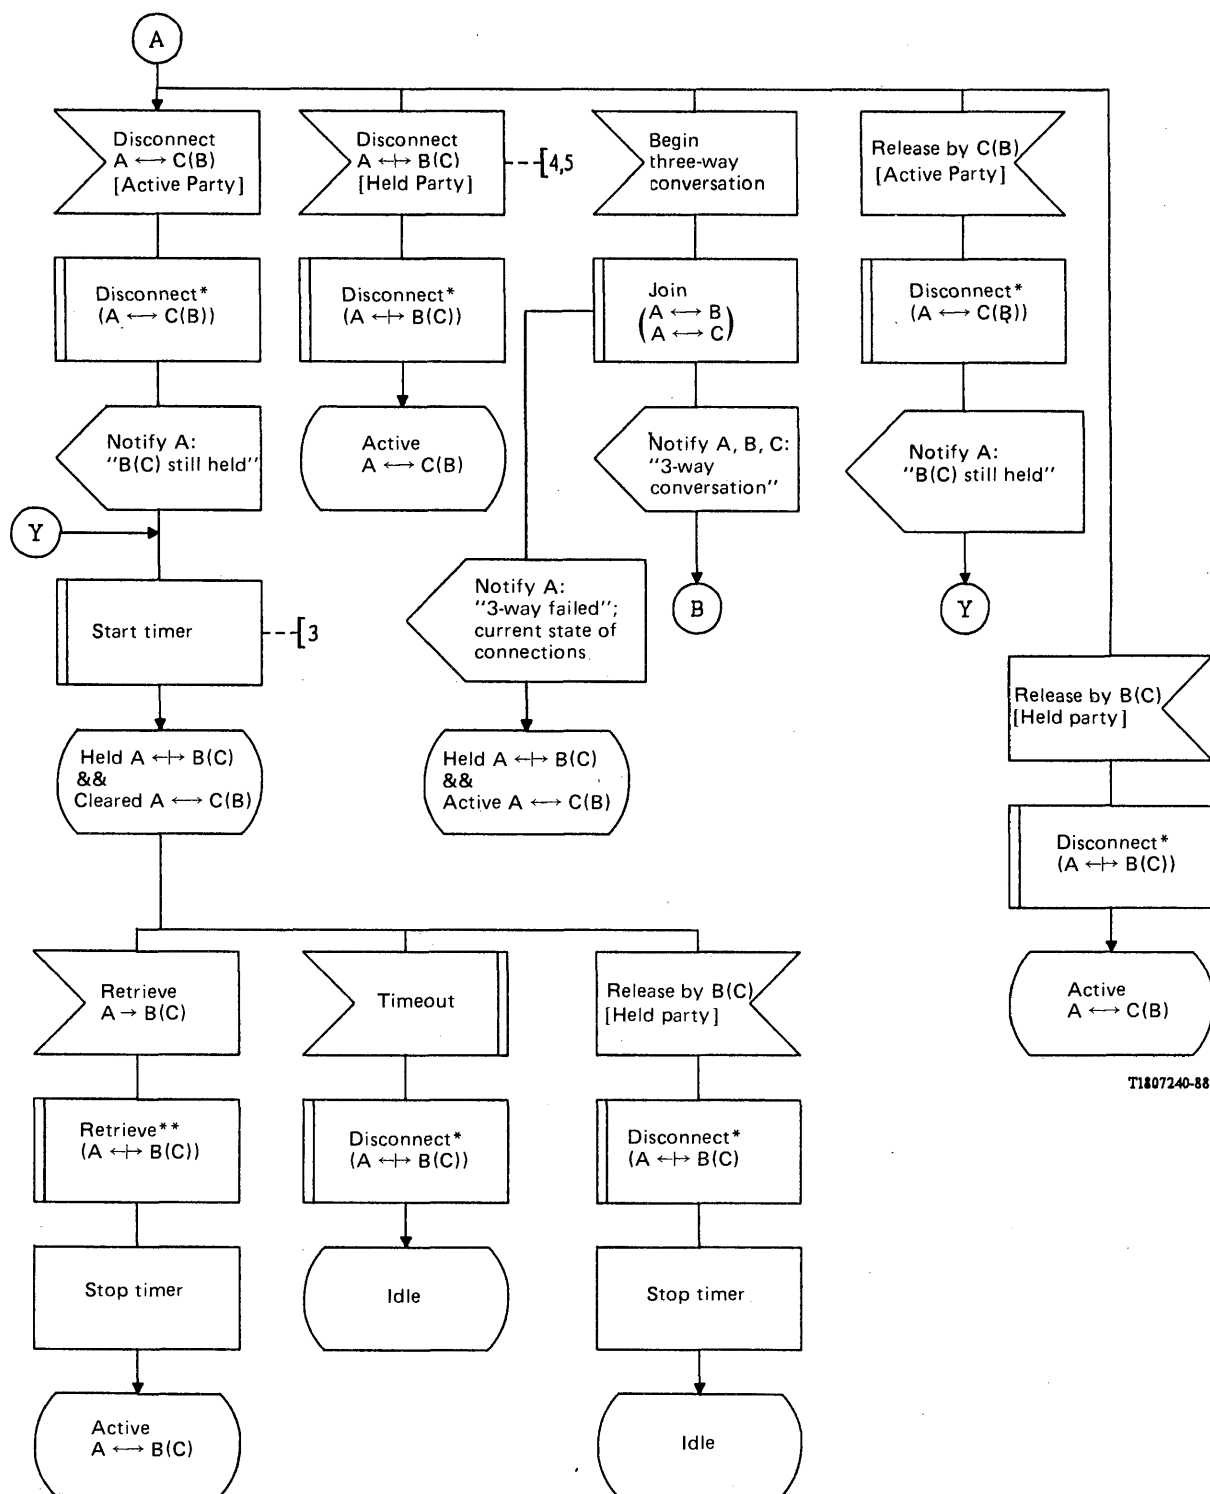 A
Disconnect
A ⟷ C(B)
[Active Party]
Disconnect
A ↔ B(C)
[Held Party]
[4,5
Begin
three-way
conversation
Release by C(B)
[Active Party]
Disconnect*
(A ⟷ C(B))
Disconnect*
(A ↔ B(C))
Join
(A ⟷ B
A ⟷ C)
Disconnect*
(A ⟷ C(B))
Notify A:
"B(C) still held"
Active
A ⟷ C(B)
Notify A, B, C:
"3-way
conversation"
Notify A:
"B(C) still held"
Y
Start timer
[3
Notify A:
"3-way failed";
current state of
connections
B
Y
Release by B(C)
[Held party]
Held A ↔ B(C)
&&
Cleared A ⟷ C(B)
Held A ↔ B(C)
&&
Active A ⟷ C(B)
Disconnect*
(A ↔ B(C))
Active
A ⟷ C(B)
T1807240-88
Retrieve
A → B(C)
Timeout
Release by B(C)
[Held party]
Retrieve**
(A ↔ B(C))
Disconnect*
(A ↔ B(C))
Disconnect*
(A ↔ B(C)
Stop timer
Idle
Stop timer
Active
A ⟷ B(C)
Idle